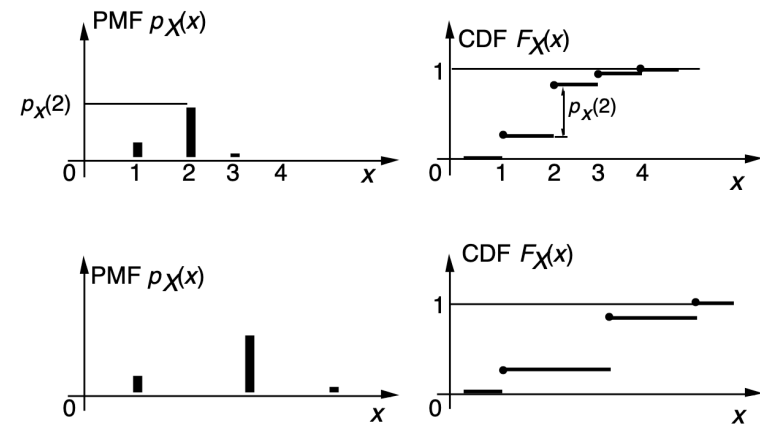 PMF pX(x)
pX(2)
0 1 2 3 4 x
CDF FX(x)
1
pX(2)
0 1 2 3 4 x
PMF pX(x)
0 x
CDF FX(x)
1
0 x